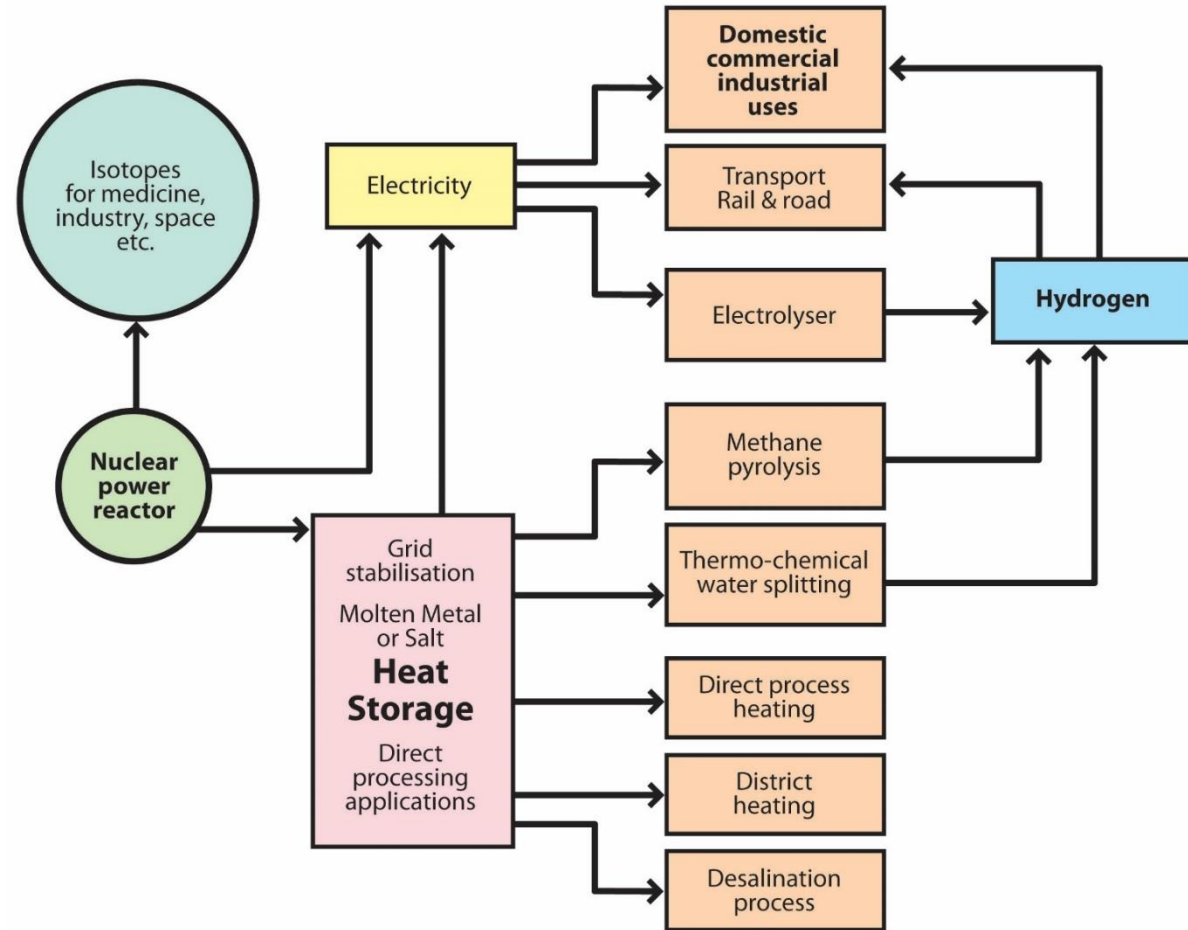 Isotopes
for medicine,
industry, space
etc.
Nuclear
power
reactor
Electricity
Grid
stabilisation
Molten Metal
or Salt
Heat
Storage
Direct
processing
applications
Domestic
commercial
industrial
uses
Transport
Rail & road
Electrolyser
Methane
pyrolysis
Thermo-chemical
water splitting
Direct process
heating
District
heating
Desalination
process
Hydrogen